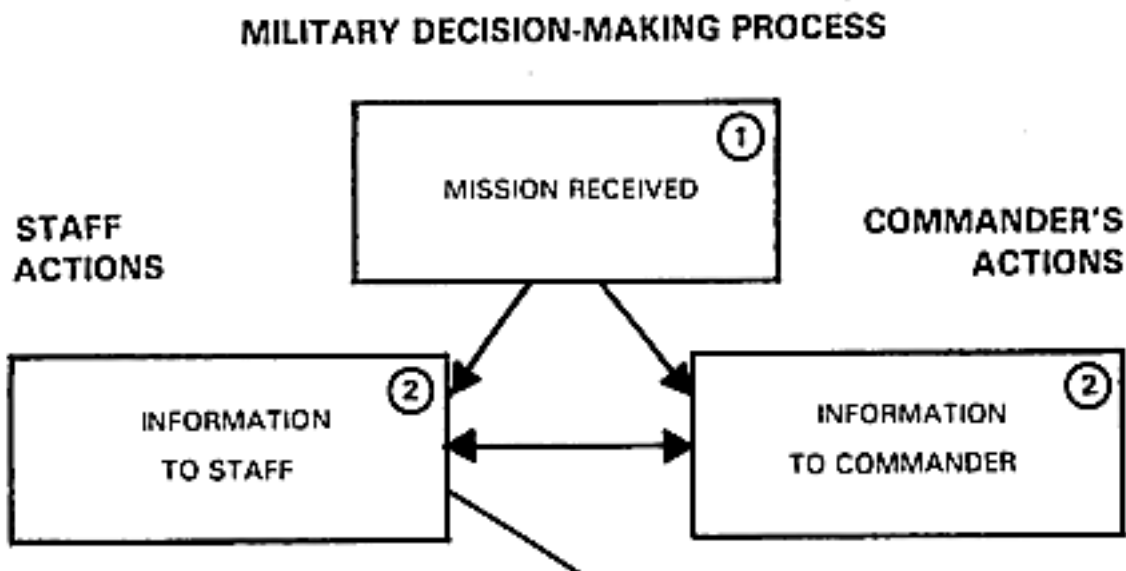 MILITARY DECISION-MAKING PROCESS
1
MISSION RECEIVED
STAFF
ACTIONS
COMMANDER'S
ACTIONS
2
INFORMATION
TO STAFF
2
INFORMATION
TO COMMANDER